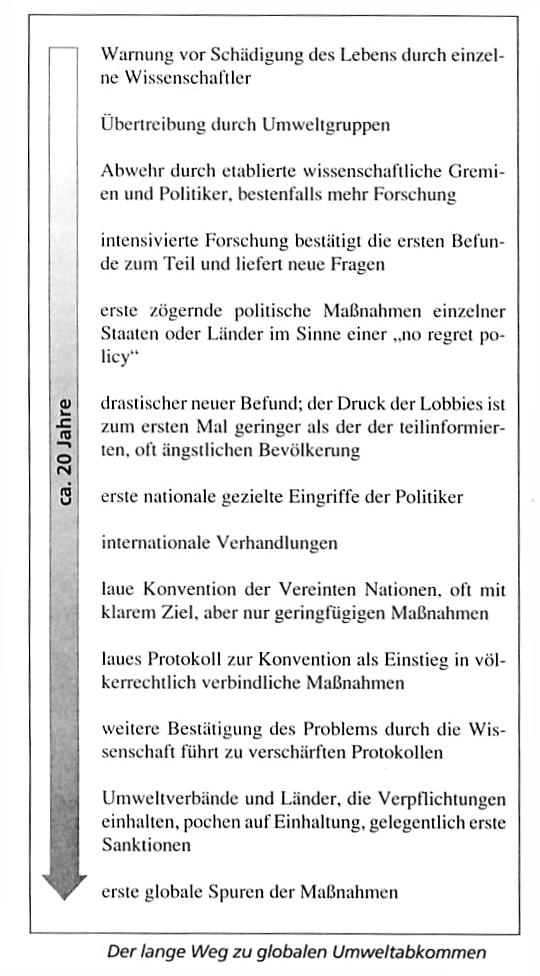 Warnung vor Schädigung des Lebens durch einzel-
ne Wissenschaftler
Übertreibung durch Umweltgruppen
Abwehr durch etablierte wissenschaftliche Gremi-
en und Politiker, bestenfalls mehr Forschung
intensivierte Forschung bestätigt die ersten Befun-
de zum Teil und liefert neue Fragen
erste zögernde politische Maßnahmen einzelner
Staaten oder Länder im Sinne einer „no regret po-
licy“
drastischer neuer Befund; der Druck der Lobbies ist
zum ersten Mal geringer als der der teilinformier-
ten, oft ängstlichen Bevölkerung
erste nationale gezielte Eingriffe der Politiker
internationale Verhandlungen
laue Konvention der Vereinten Nationen, oft mit
klarem Ziel, aber nur geringfügigen Maßnahmen
laues Protokoll zur Konvention als Einstieg in völ-
kerrechtlich verbindliche Maßnahmen
weitere Bestätigung des Problems durch die Wis-
senschaft führt zu verschärften Protokollen
Umweltverbände und Länder, die Verpflichtungen
einhalten, pochen auf Einhaltung, gelegentlich erste
Sanktionen
erste globale Spuren der Maßnahmen
ca. 20 Jahre
Der lange Weg zu globalen Umweltabkommen